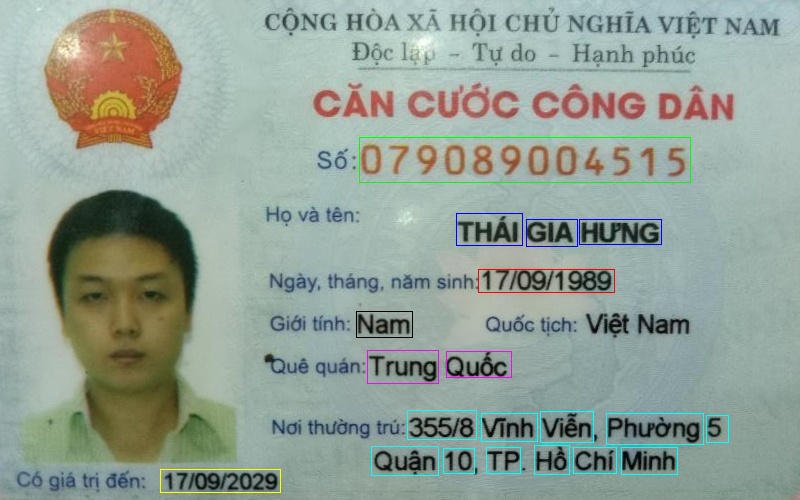 CỘNG HÒA XÃ HỘI CHỦ NGHĨA VIỆT NAM
Độc lập - Tự do - Hạnh phúc
CĂN CƯỚC CÔNG DÂN
Số: 079089004515
Họ và tên: THÁI GIA HƯNG
Ngày, tháng, năm sinh: 17/09/1989
Giới tính: Nam Quốc tịch: Việt Nam
Quê quán: Trung Quốc
Nơi thường trú: 355/8 Vĩnh Viễn, Phường 5
Quận 10, TP. Hồ Chí Minh
Có giá trị đến: 17/09/2029
VIỆT NAM